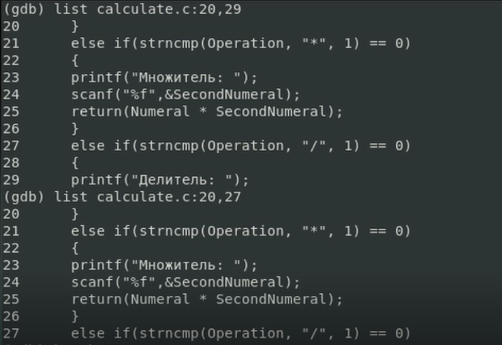 (gdb) list calculate.c:20,29
20 }
21 else if(strncmp(Operation, "*", 1) == 0)
22 {
23 printf("Множитель: ");
24 scanf("%f",&SecondNumeral);
25 return(Numeral * SecondNumeral);
26 }
27 else if(strncmp(Operation, "/", 1) == 0)
28 {
29 printf("Делитель: ");
(gdb) list calculate.c:20,27
20 }
21 else if(strncmp(Operation, "*", 1) == 0)
22 {
23 printf("Множитель: ");
24 scanf("%f",&SecondNumeral);
25 return(Numeral * SecondNumeral);
26 }
27 else if(strncmp(Operation, "/", 1) == 0)